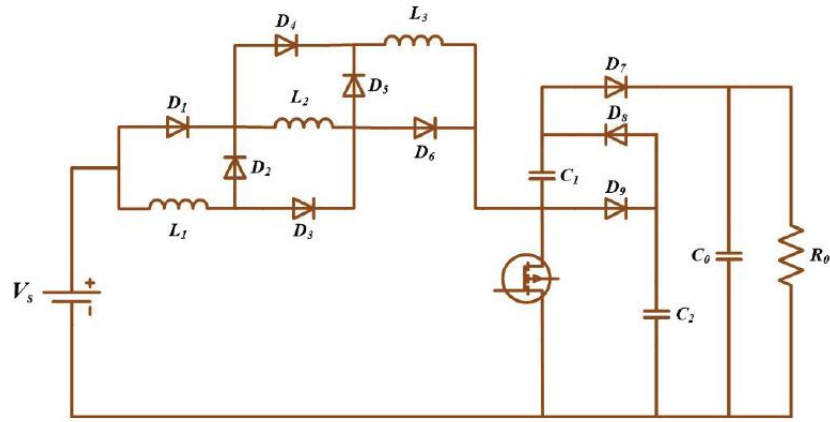 L₃
D₄
D₅
D₇
D₁
L₂
D₈
D₆
D₂
C₁
D₉
L₁
D₃
C₀
R₀
Vₛ
+
-
C₂